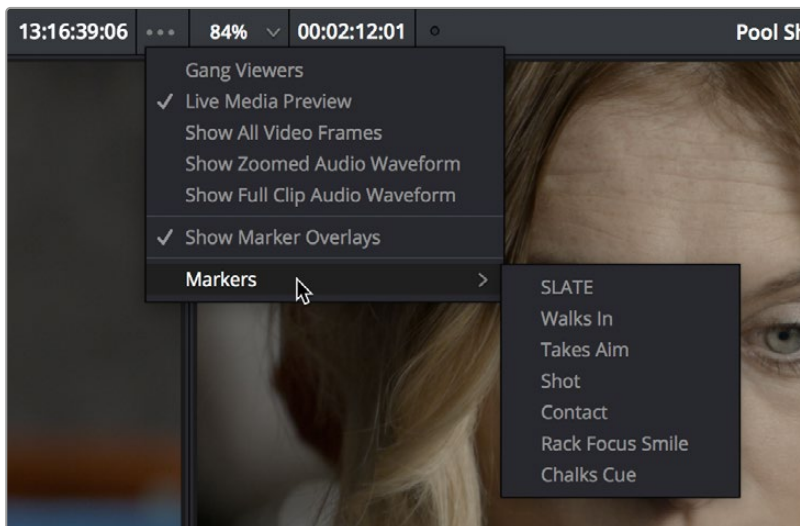 13:16:39:06 ••• 84% 00:02:12:01 Pool Sh
Gang Viewers
Live Media Preview
Show All Video Frames
Show Zoomed Audio Waveform
Show Full Clip Audio Waveform
Show Marker Overlays
Markers
SLATE
Walks In
Takes Aim
Shot
Contact
Rack Focus Smile
Chalks Cue